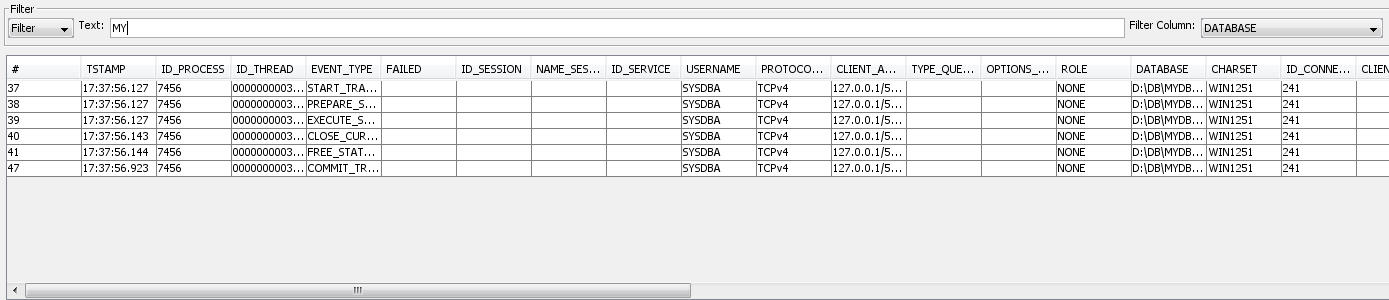 Filter
Filter Text: MY Filter Column: DATABASE
# TSTAMP ID_PROCESS ID_THREAD EVENT_TYPE FAILED ID_SESSION NAME_SES... ID_SERVICE USERNAME PROTOCO... CLIENT_A... TYPE_QUE... OPTIONS_... ROLE DATABASE CHARSET ID_CONNE... CLIEN
37 17:37:56.127 7456 0000000003... START_TRA... SYSDBA TCPv4 127.0.0.1/5... NONE D:\DB\MYDB... WIN1251 241
38 17:37:56.127 7456 0000000003... PREPARE_S... SYSDBA TCPv4 127.0.0.1/5... NONE D:\DB\MYDB... WIN1251 241
39 17:37:56.127 7456 0000000003... EXECUTE_S... SYSDBA TCPv4 127.0.0.1/5... NONE D:\DB\MYDB... WIN1251 241
40 17:37:56.143 7456 0000000003... CLOSE_CUR... SYSDBA TCPv4 127.0.0.1/5... NONE D:\DB\MYDB... WIN1251 241
41 17:37:56.144 7456 0000000003... FREE_STAT... SYSDBA TCPv4 127.0.0.1/5... NONE D:\DB\MYDB... WIN1251 241
47 17:37:56.923 7456 0000000003... COMMIT_TR... SYSDBA TCPv4 127.0.0.1/5... NONE D:\DB\MYDB... WIN1251 241